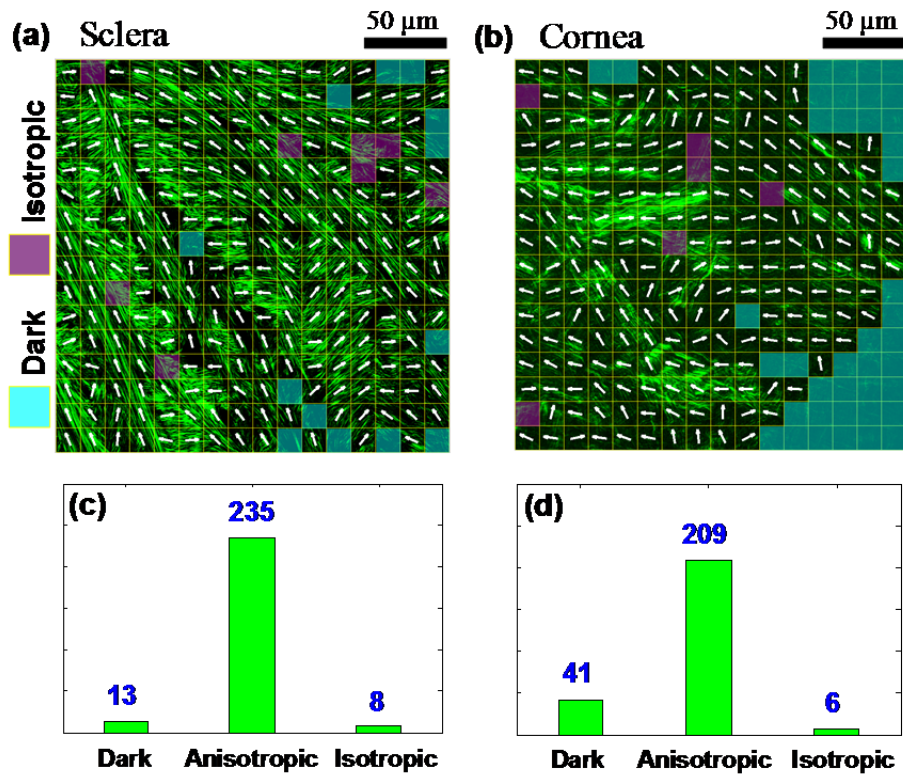 (a) Sclera 50 µm
(b) Cornea 50 µm
Isotropic
Dark
(c)
235
13
8
Dark Anisotropic Isotropic
(d)
209
41
6
Dark Anisotropic Isotropic